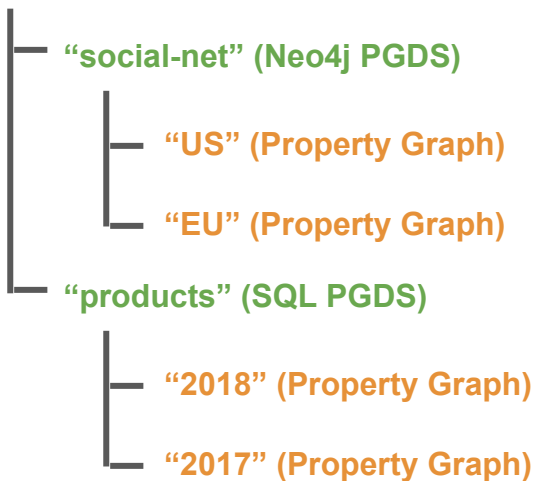 “social-net” (Neo4j PGDS)
“US” (Property Graph)
“EU” (Property Graph)
“products” (SQL PGDS)
“2018” (Property Graph)
“2017” (Property Graph)